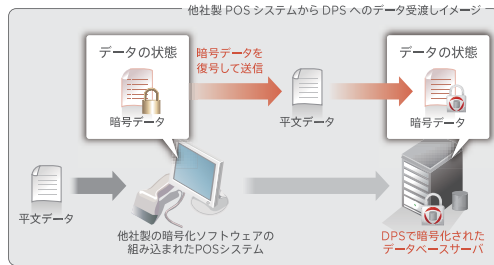 他社製 POS システムから DPS へのデータ受渡しイメージ
データの状態
暗号データ
暗号データを
復号して送信
平文データ
データの状態
暗号データ
平文データ
他社製の暗号化ソフトウェアの
組み込まれたPOSシステム
DPSで暗号化された
データベースサーバ